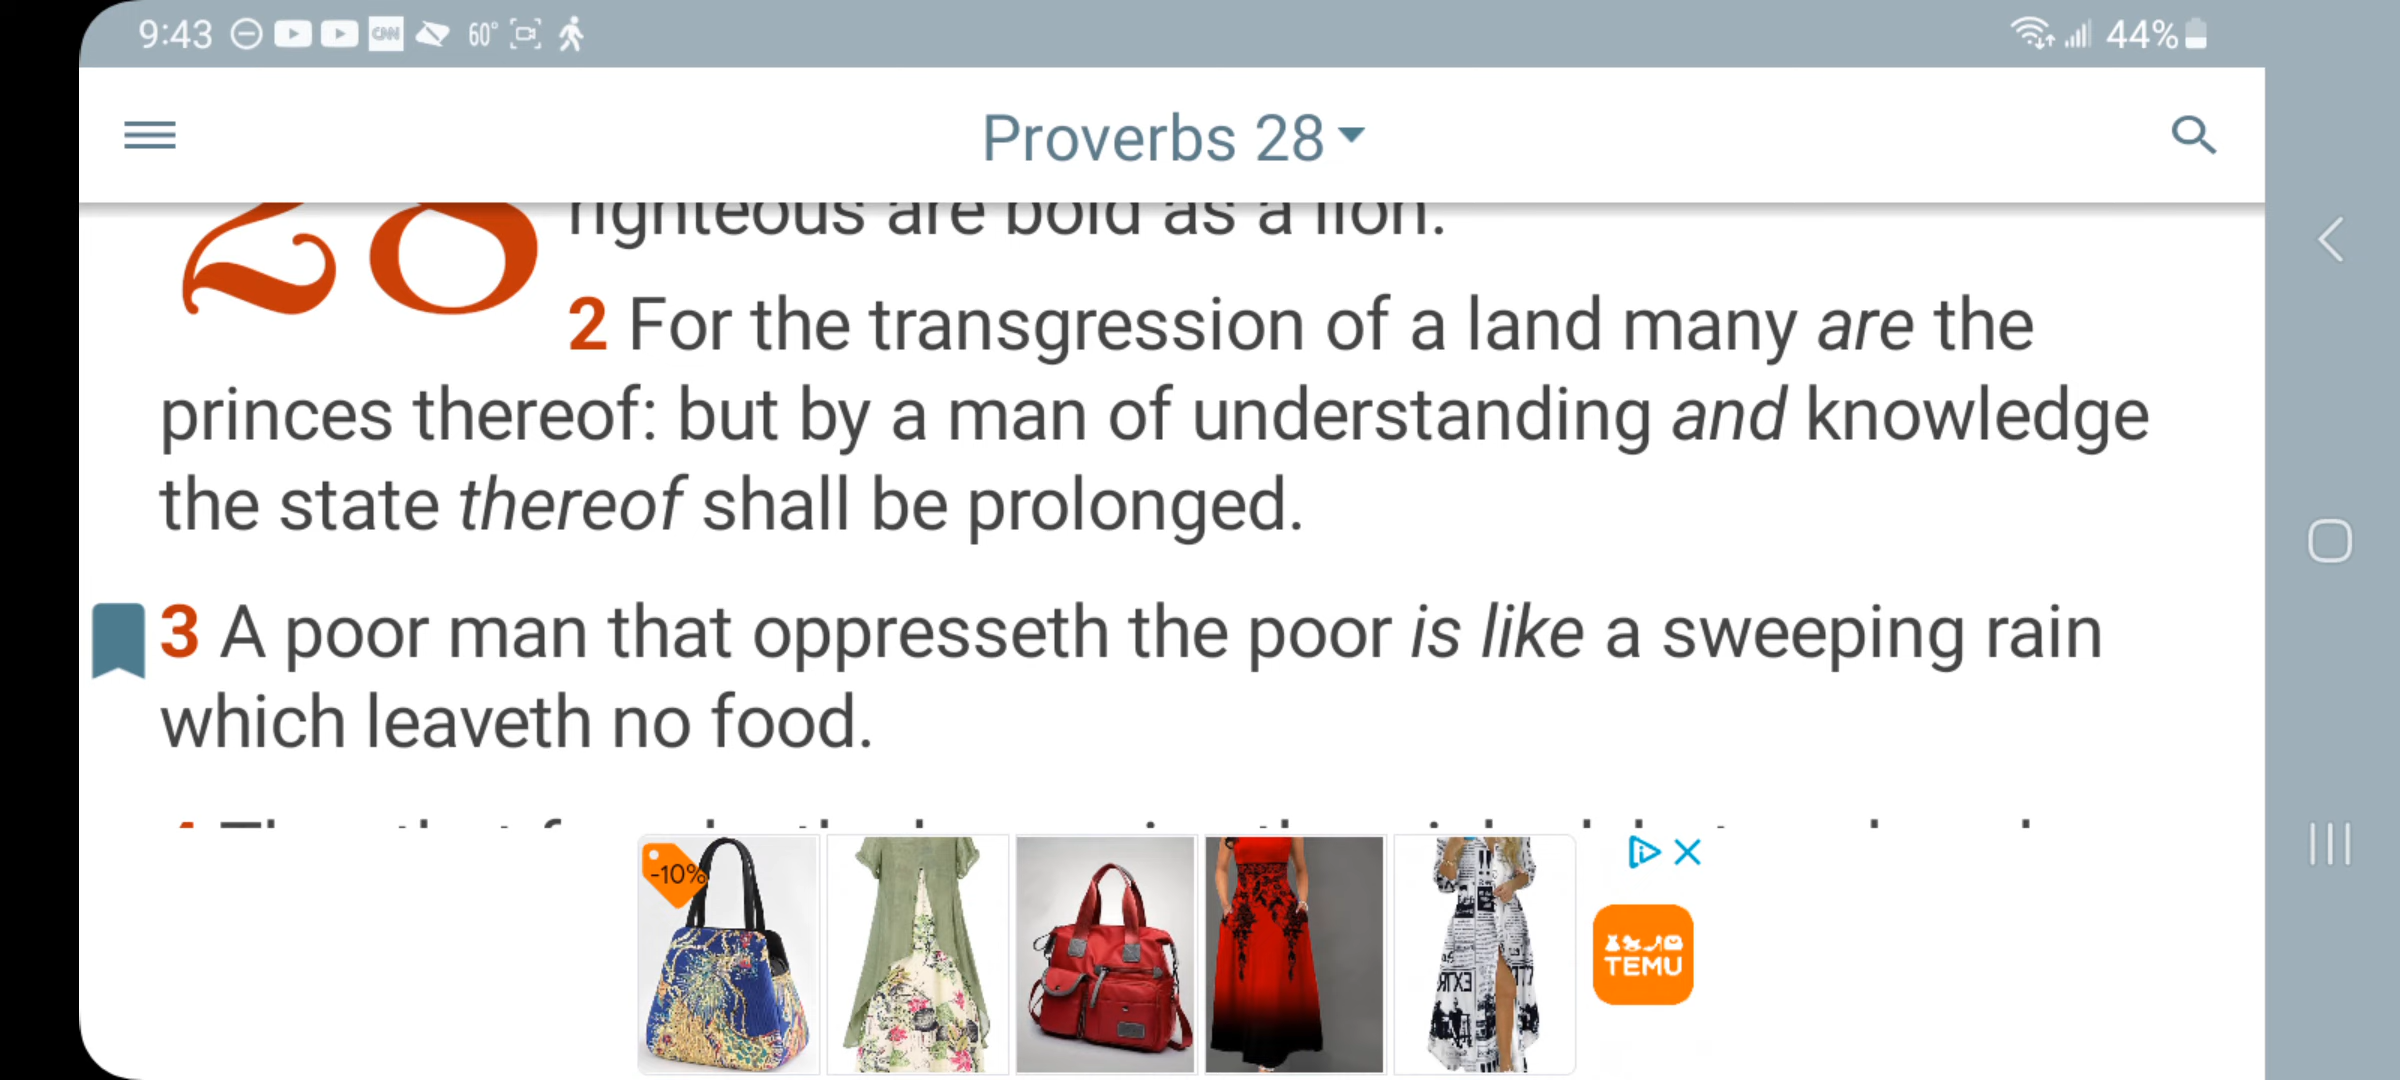 9:43 CNN 60° 44%
Proverbs 28
28 righteous are bold as a lion.
2 For the transgression of a land many are the
princes thereof: but by a man of understanding and knowledge
the state thereof shall be prolonged.
3 A poor man that oppresseth the poor is like a sweeping rain
which leaveth no food.
-10%
EXTR
TEMU